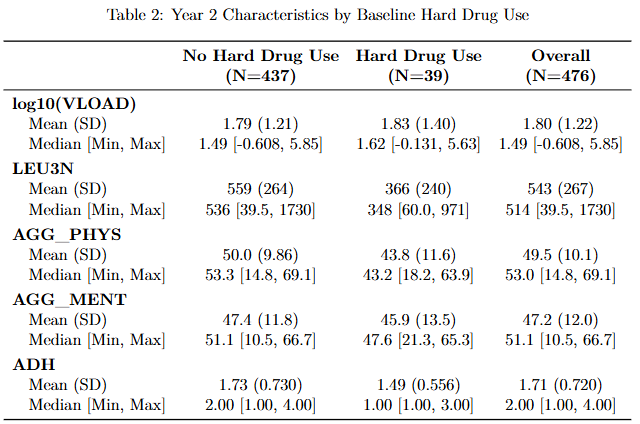 Table 2: Year 2 Characteristics by Baseline Hard Drug Use
No Hard Drug Use Hard Drug Use Overall
(N=437) (N=39) (N=476)
log10(VLOAD)
Mean (SD) 1.79 (1.21) 1.83 (1.40) 1.80 (1.22)
Median [Min, Max] 1.49 [-0.608, 5.85] 1.62 [-0.131, 5.63] 1.49 [-0.608, 5.85]
LEU3N
Mean (SD) 559 (264) 366 (240) 543 (267)
Median [Min, Max] 536 [39.5, 1730] 348 [60.0, 971] 514 [39.5, 1730]
AGG_PHYS
Mean (SD) 50.0 (9.86) 43.8 (11.6) 49.5 (10.1)
Median [Min, Max] 53.3 [14.8, 69.1] 43.2 [18.2, 63.9] 53.0 [14.8, 69.1]
AGG_MENT
Mean (SD) 47.4 (11.8) 45.9 (13.5) 47.2 (12.0)
Median [Min, Max] 51.1 [10.5, 66.7] 47.6 [21.3, 65.3] 51.1 [10.5, 66.7]
ADH
Mean (SD) 1.73 (0.730) 1.49 (0.556) 1.71 (0.720)
Median [Min, Max] 2.00 [1.00, 4.00] 1.00 [1.00, 3.00] 2.00 [1.00, 4.00]